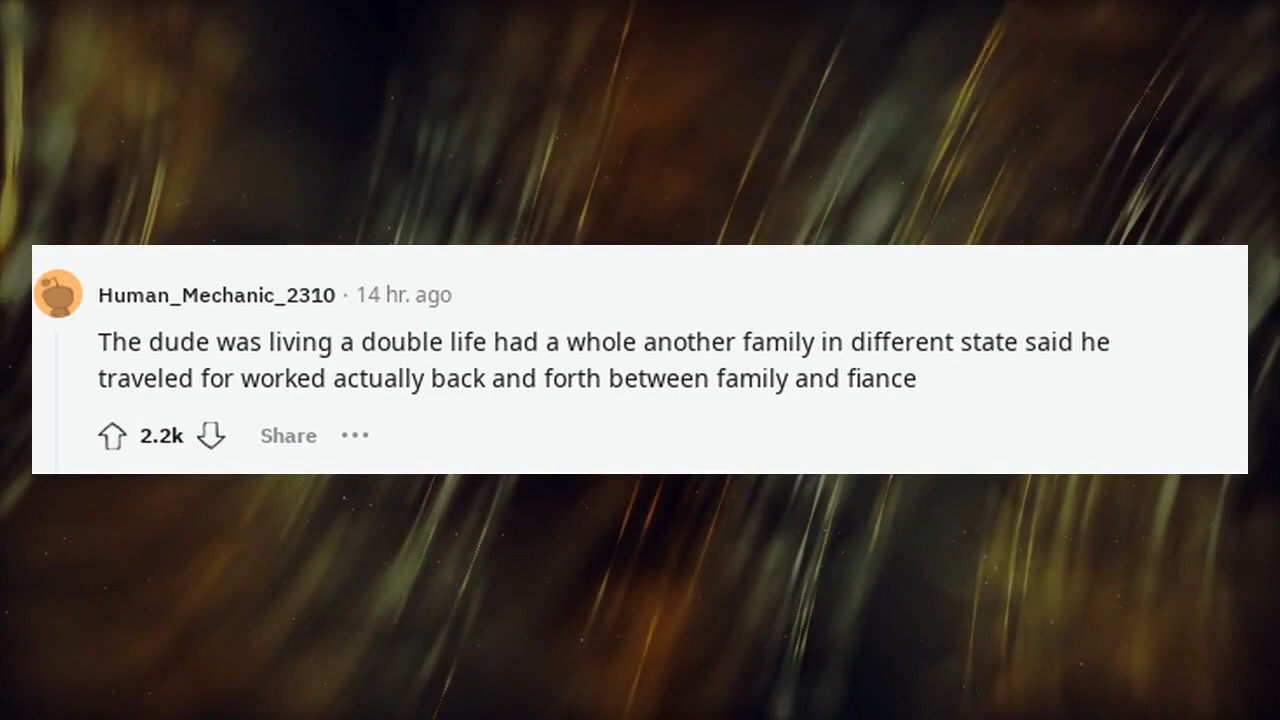 Human_Mechanic_2310 · 14 hr. ago
The dude was living a double life had a whole another family in different state said he
traveled for worked actually back and forth between family and fiance
2.2k Share •••